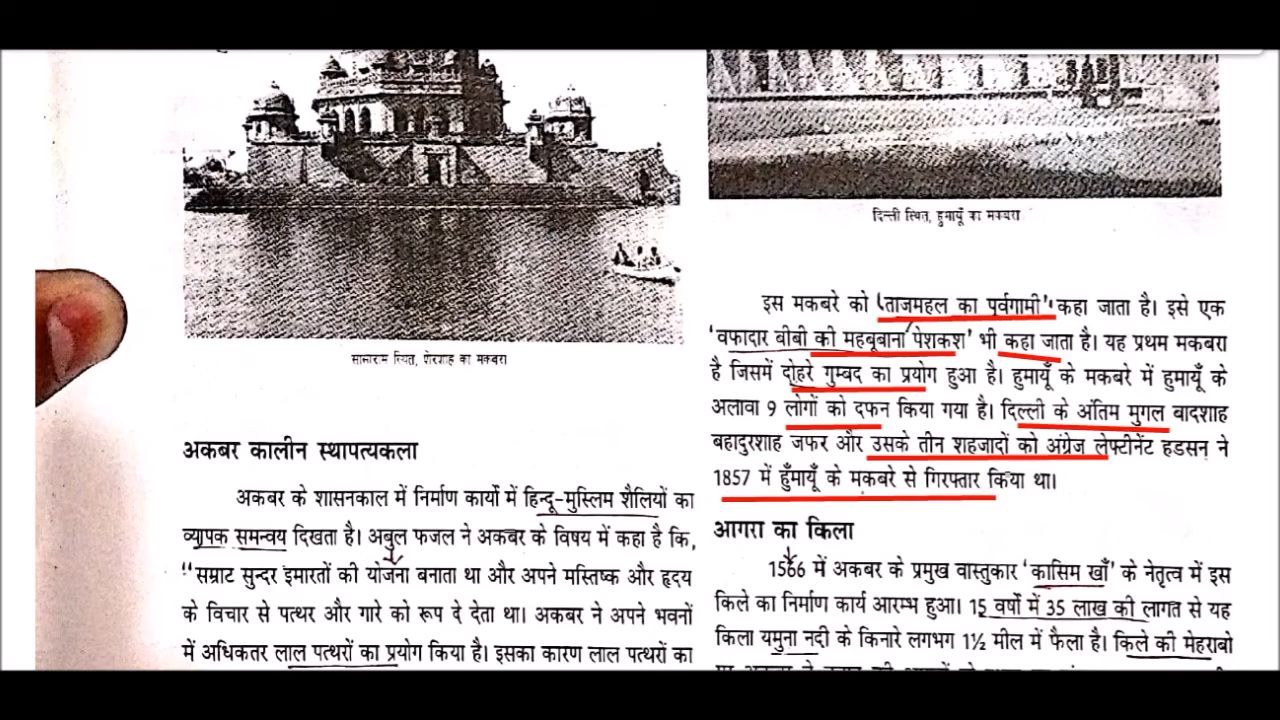 सासाराम स्थित, शेरशाह का मकबरा
अकबर कालीन स्थापत्यकला
अकबर के शासनकाल में निर्माण कार्यो में हिन्दू-मुस्लिम शैलियों का
व्यापक समन्वय दिखता है। अबुल फजल ने अकबर के विषय में कहा है कि,
"सम्राट सुन्दर इमारतों की योजना बनाता था और अपने मस्तिष्क और हृदय
के विचार से पत्थर और गारे को रूप दे देता था। अकबर ने अपने भवनों
में अधिकतर लाल पत्थरों का प्रयोग किया है। इसका कारण लाल पत्थरों का
दिल्ली स्थित, हुमायूँ का मकबरा
इस मकबरे को 'ताजमहल का पूर्वगामी' कहा जाता है। इसे एक
'वफादार बीबी की महबूबाना पेशकश' भी कहा जाता है। यह प्रथम मकबरा
है जिसमें दोहरे गुम्बद का प्रयोग हुआ है। हुमायूँ के मकबरे में हुमायूँ के
अलावा 9 लोगों को दफन किया गया है। दिल्ली के अंतिम मुगल बादशाह
बहादुरशाह जफर और उसके तीन शहजादों को अंग्रेज लेफ्टीनेंट हडसन ने
1857 में हुँमायूँ के मकबरे से गिरफ्तार किया था।
आगरा का किला
1566 में अकबर के प्रमुख वास्तुकार 'कासिम खाँ' के नेतृत्व में इस
किले का निर्माण कार्य आरम्भ हुआ। 15 वर्षो में 35 लाख की लागत से यह
किला यमुना नदी के किनारे लगभग 1½ मील में फैला है। किले की मेहराबो